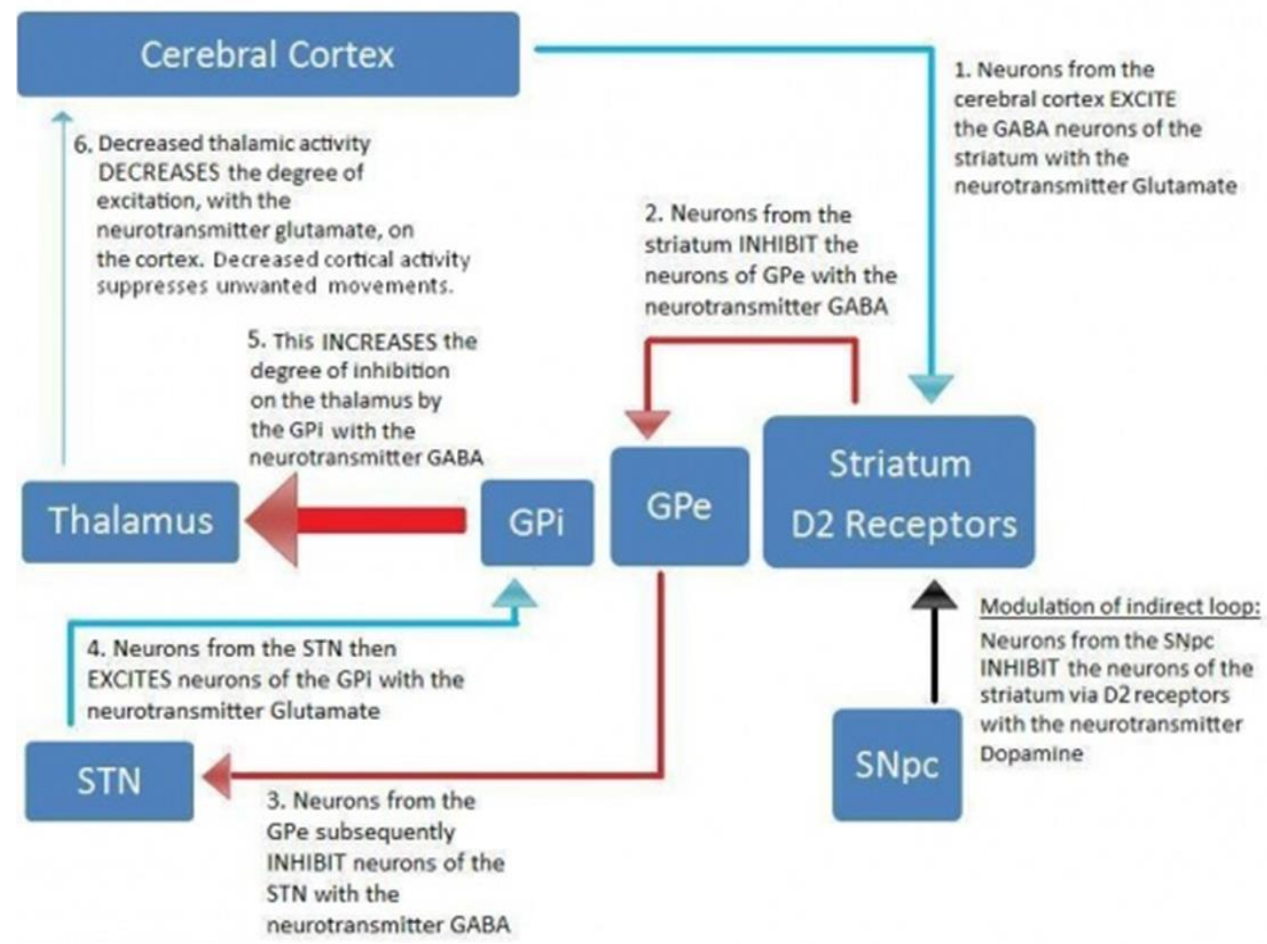 Cerebral Cortex
1. Neurons from the
cerebral cortex EXCITE
the GABA neurons of the
striatum with the
neurotransmitter Glutamate
6. Decreased thalamic activity
DECREASES the degree of
excitation, with the
neurotransmitter glutamate, on
the cortex. Decreased cortical activity
suppresses unwanted movements.
2. Neurons from the
striatum INHIBIT the
neurons of GPe with the
neurotransmitter GABA
5. This INCREASES the
degree of inhibition
on the thalamus by
the GPi with the
neurotransmitter GABA
Thalamus
GPi
GPe
Striatum
D2 Receptors
4. Neurons from the STN then
EXCITES neurons of the GPi with the
neurotransmitter Glutamate
Modulation of indirect loop:
Neurons from the SNpc
INHIBIT the neurons of the
striatum via D2 receptors
with the neurotransmitter
Dopamine
STN
SNpc
3. Neurons from the
GPe subsequently
INHIBIT neurons of the
STN with the
neurotransmitter GABA